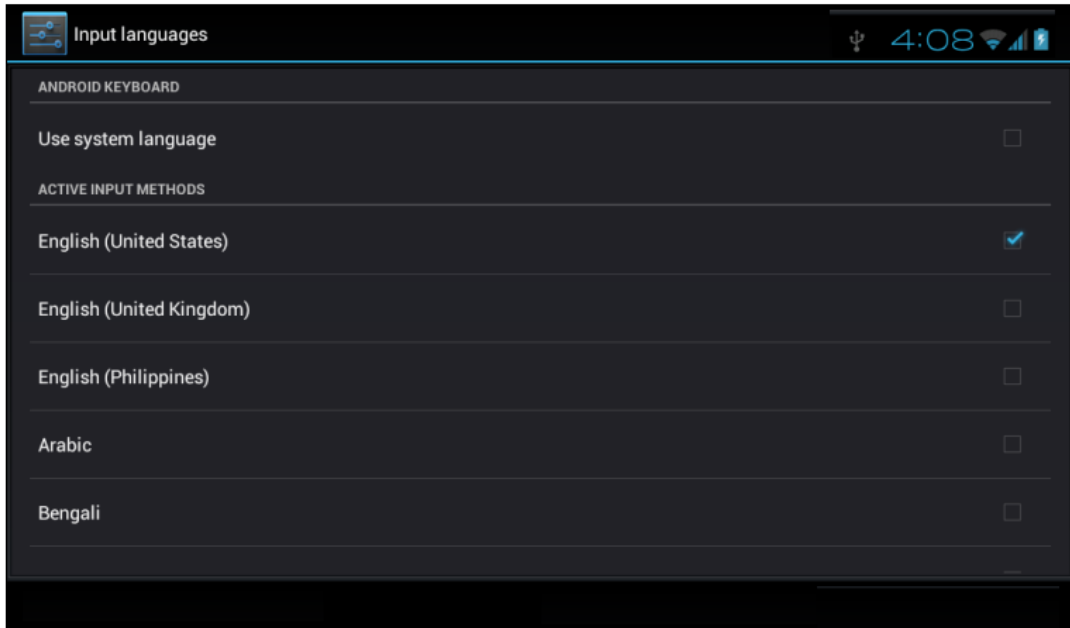 Input languages
4:08
ANDROID KEYBOARD
Use system language
ACTIVE INPUT METHODS
English (United States)
English (United Kingdom)
English (Philippines)
Arabic
Bengali